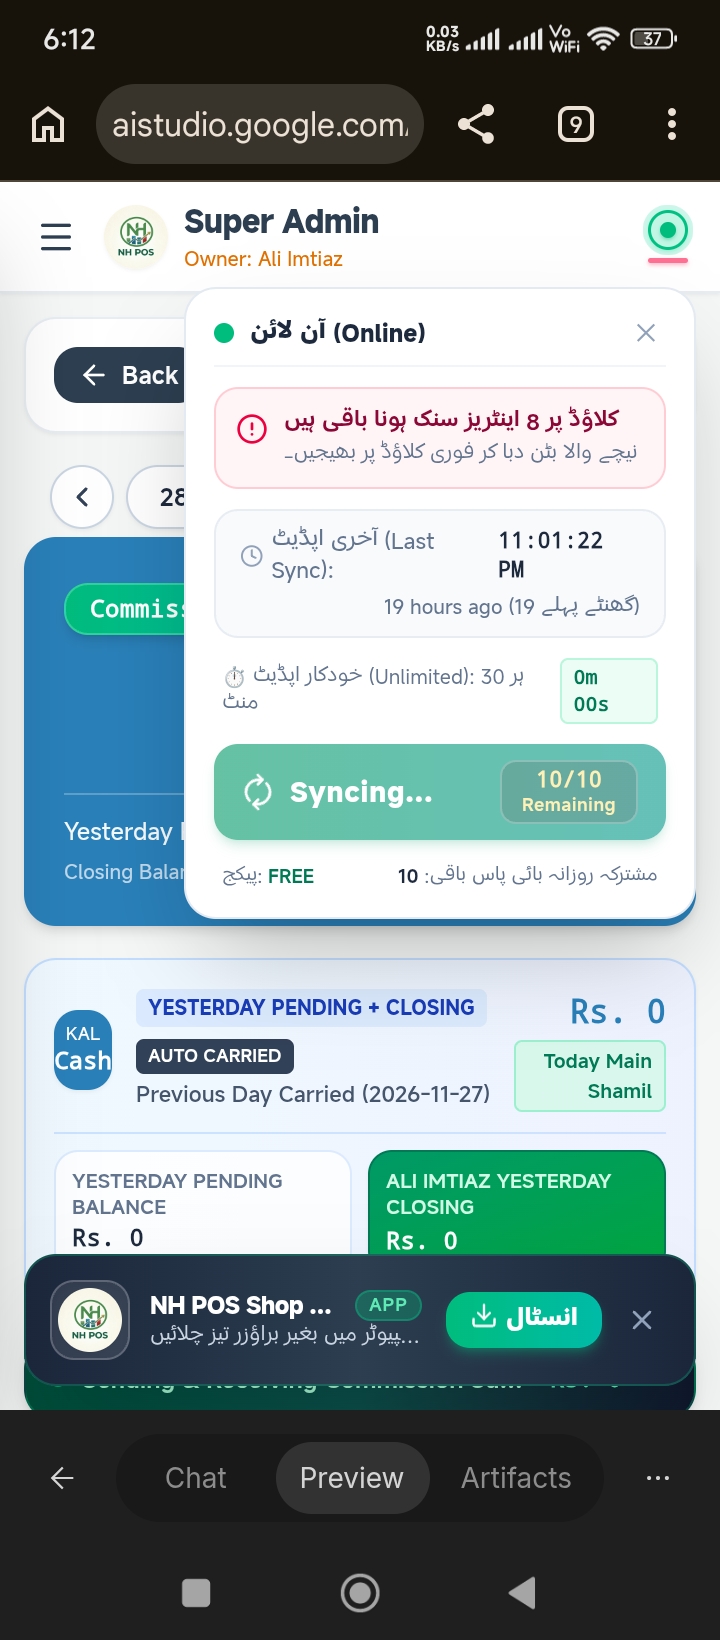 6:12
0.03 KB/s
Vo WiFi
37
aistudio.google.com/
9
NH POS
Super Admin
Owner: Ali Imtiaz
آن لائن (Online)
Back
کلاؤڈ پر 8 اینٹریز سنک ہونا باقی ہیں
نیچے والا بٹن دبا کر فوری کلاؤڈ پر بھیجیں۔
28
آخری اپڈیٹ (Last Sync):
11:01:22 PM
19 hours ago (19 گھنٹے پہلے)
Commiss
خودکار اپڈیٹ (Unlimited): ہر 30 منٹ
0m 00s
Syncing...
10/10
Remaining
Yesterday
Closing Balan
پیکج: FREE
مشترکہ روزانہ بائی پاس باقی: 10
KAL
Cash
YESTERDAY PENDING + CLOSING
Rs. 0
AUTO CARRIED
Previous Day Carried (2026-11-27)
Today Main
Shamil
YESTERDAY PENDING
BALANCE
Rs. 0
ALI IMTIAZ YESTERDAY
CLOSING
Rs. 0
NH POS
NH POS Shop ...
APP
پیوٹر میں بغیر براؤزر تیز چلائیں...
انسٹال
Chat
Preview
Artifacts